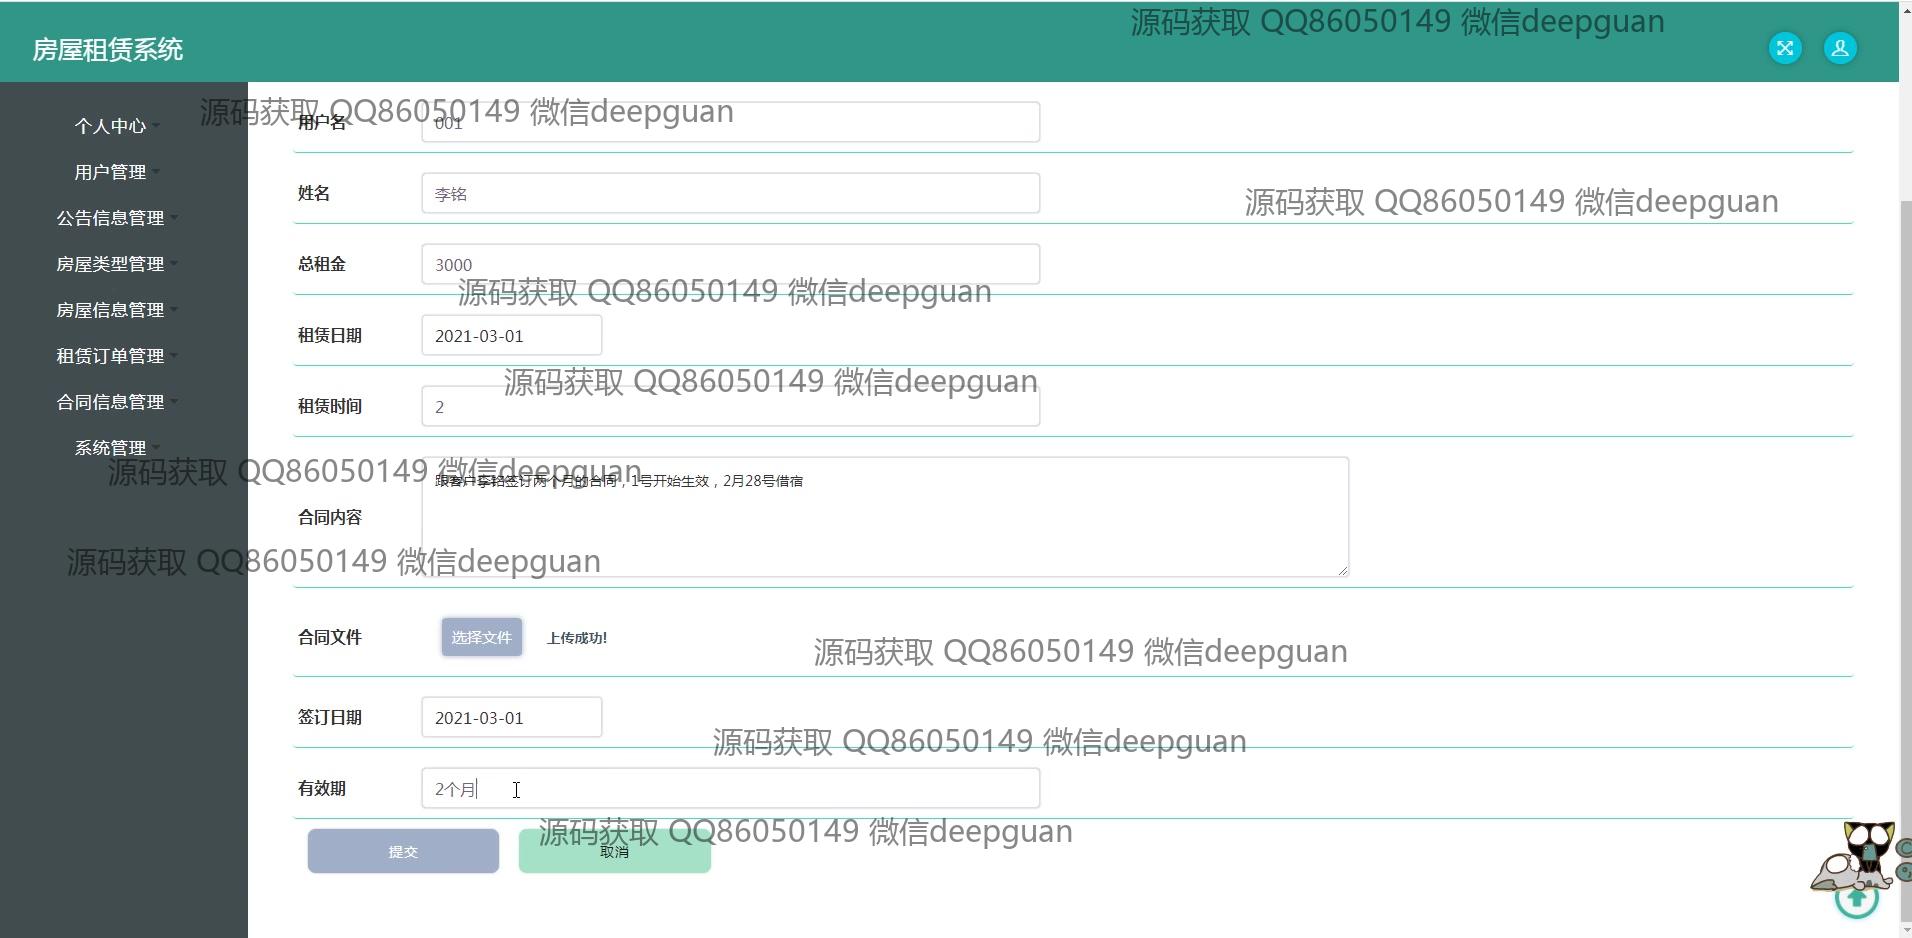 源码获取 QQ86050149 微信deepguan
房屋租赁系统
源码获取 QQ86050149 微信deepguan
个人中心
用户名
001
用户管理
姓名
李铭
源码获取 QQ86050149 微信deepguan
公告信息管理
房屋类型管理
总租金
3000
源码获取 QQ86050149 微信deepguan
房屋信息管理
租赁日期
2021-03-01
租赁订单管理
源码获取 QQ86050149 微信deepguan
合同信息管理
租赁时间
2
系统管理
源码获取 QQ86050149 微信deepguan
跟客户李铭签订两个月的合同，1号开始生效，2月28号借宿
合同内容
源码获取 QQ86050149 微信deepguan
合同文件
选择文件
上传成功!
源码获取 QQ86050149 微信deepguan
签订日期
2021-03-01
源码获取 QQ86050149 微信deepguan
有效期
2个月
源码获取 QQ86050149 微信deepguan
提交
取消